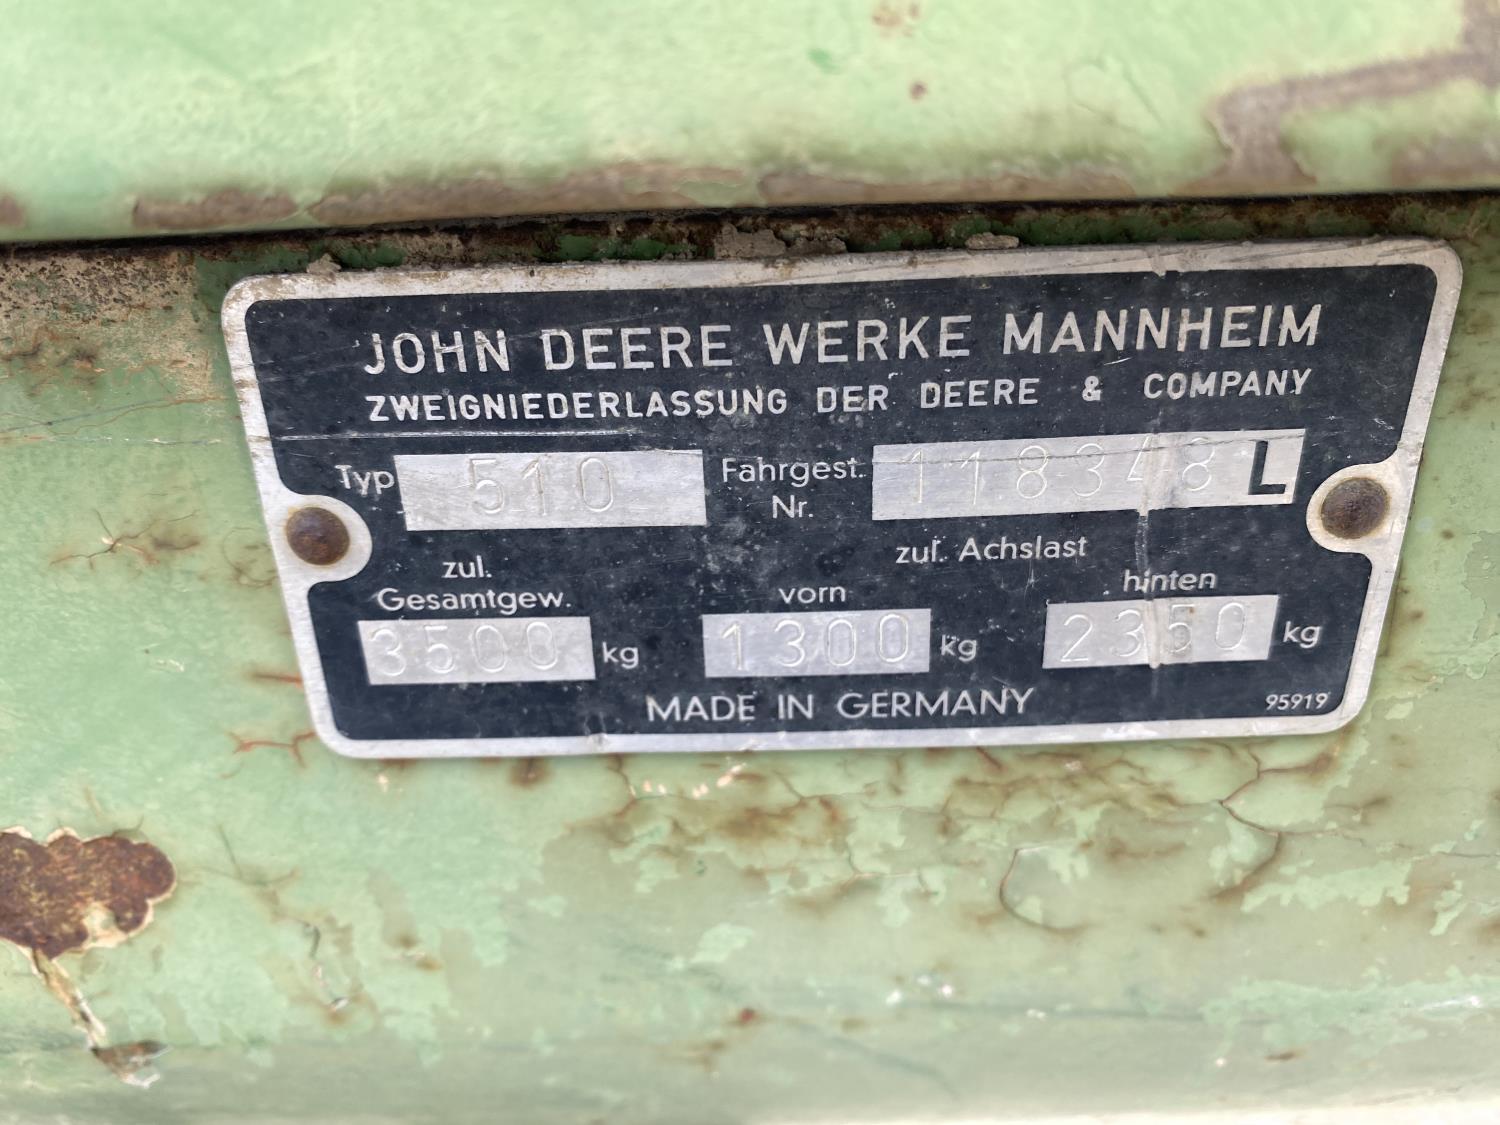 JOHN DEERE WERKE MANNHEIM
ZWEIGNIEDERLASSUNG DER DEERE & COMPANY
Typ 510 Fahrgest. Nr. 118348 L
zul. Gesamtgew. 3500 kg
zul. Achslast
vorn 1300 kg
hinten 2350 kg
MADE IN GERMANY
95919